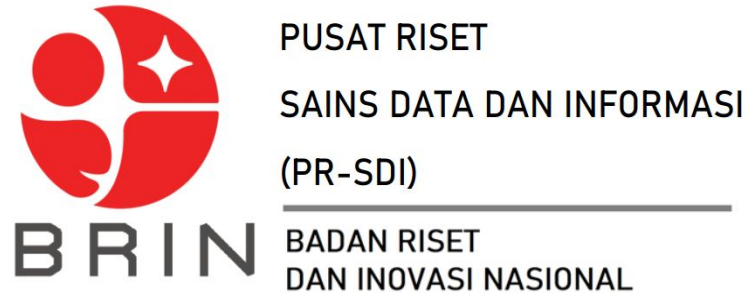 PUSAT RISET
SAINS DATA DAN INFORMASI
(PR-SDI)
BRIN
BADAN RISET
DAN INOVASI NASIONAL